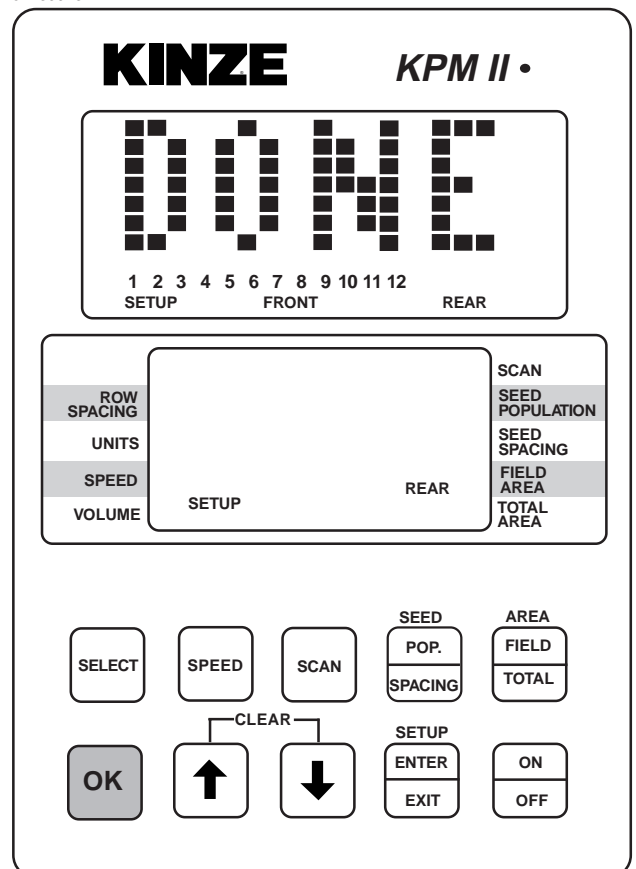 KINZE KPM II •
DONE
1 2 3 4 5 6 7 8 9 10 11 12
SETUP FRONT REAR
ROW
SPACING
UNITS
SPEED
VOLUME
SETUP REAR
SCAN
SEED
POPULATION
SEED
SPACING
FIELD
AREA
TOTAL
AREA
SEED AREA
SELECT SPEED SCAN POP. FIELD
SPACING TOTAL
CLEAR SETUP
OK ENTER ON
EXIT OFF